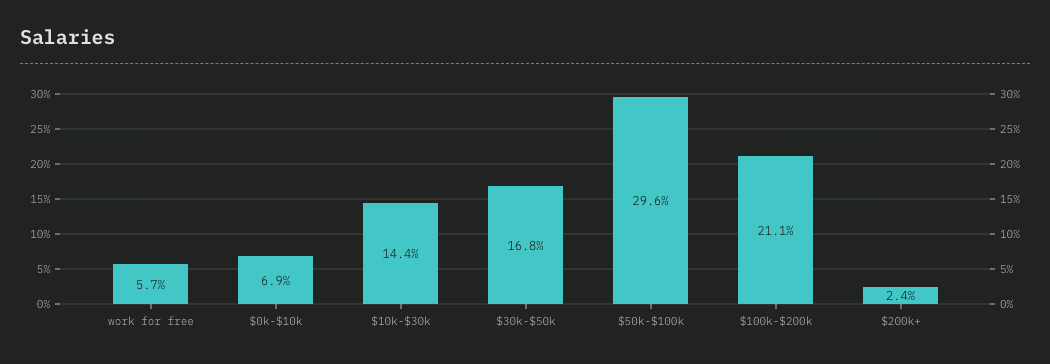 Salaries
30% 30%
25% 25%
20% 20%
15% 15%
10% 10%
5% 5%
0% 0%
5.7% 6.9% 14.4% 16.8% 29.6% 21.1% 2.4%
work for free $0k-$10k $10k-$30k $30k-$50k $50k-$100k $100k-$200k $200k+